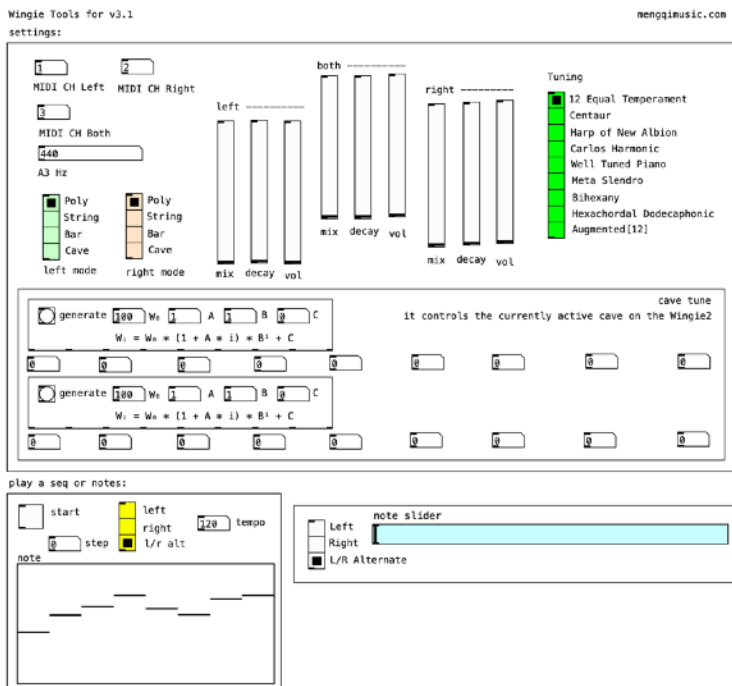 Wingie Tools for v3.1
mengqimusic.com
settings:
1
MIDI CH Left
2
MIDI CH Right
3
MIDI CH Both
440
A3 Hz
Poly
String
Bar
Cave
left mode
Poly
String
Bar
Cave
right mode
left ----------
mix decay vol
both ----------
mix decay vol
right ---------
mix decay vol
Tuning
12 Equal Temperament
Centaur
Harp of New Albion
Carlos Harmonic
Well Tuned Piano
Meta Slendro
Bihexany
Hexachordal Dodecaphonic
Augmented[12]
cave tune
it controls the currently active cave on the Wingie2
generate 100 W₀ 1 A 1 B 0 C
Wᵢ = W₀ * (1 + A * i) * Bⁱ + C
0 0 0 0 0 0 0 0 0
generate 100 W₀ 1 A 1 B 0 C
Wᵢ = W₀ * (1 + A * i) * Bⁱ + C
0 0 0 0 0 0 0 0 0
play a seq or notes:
start
left
right
l/r alt
120 tempo
0 step
note
Left
Right
L/R Alternate
note slider